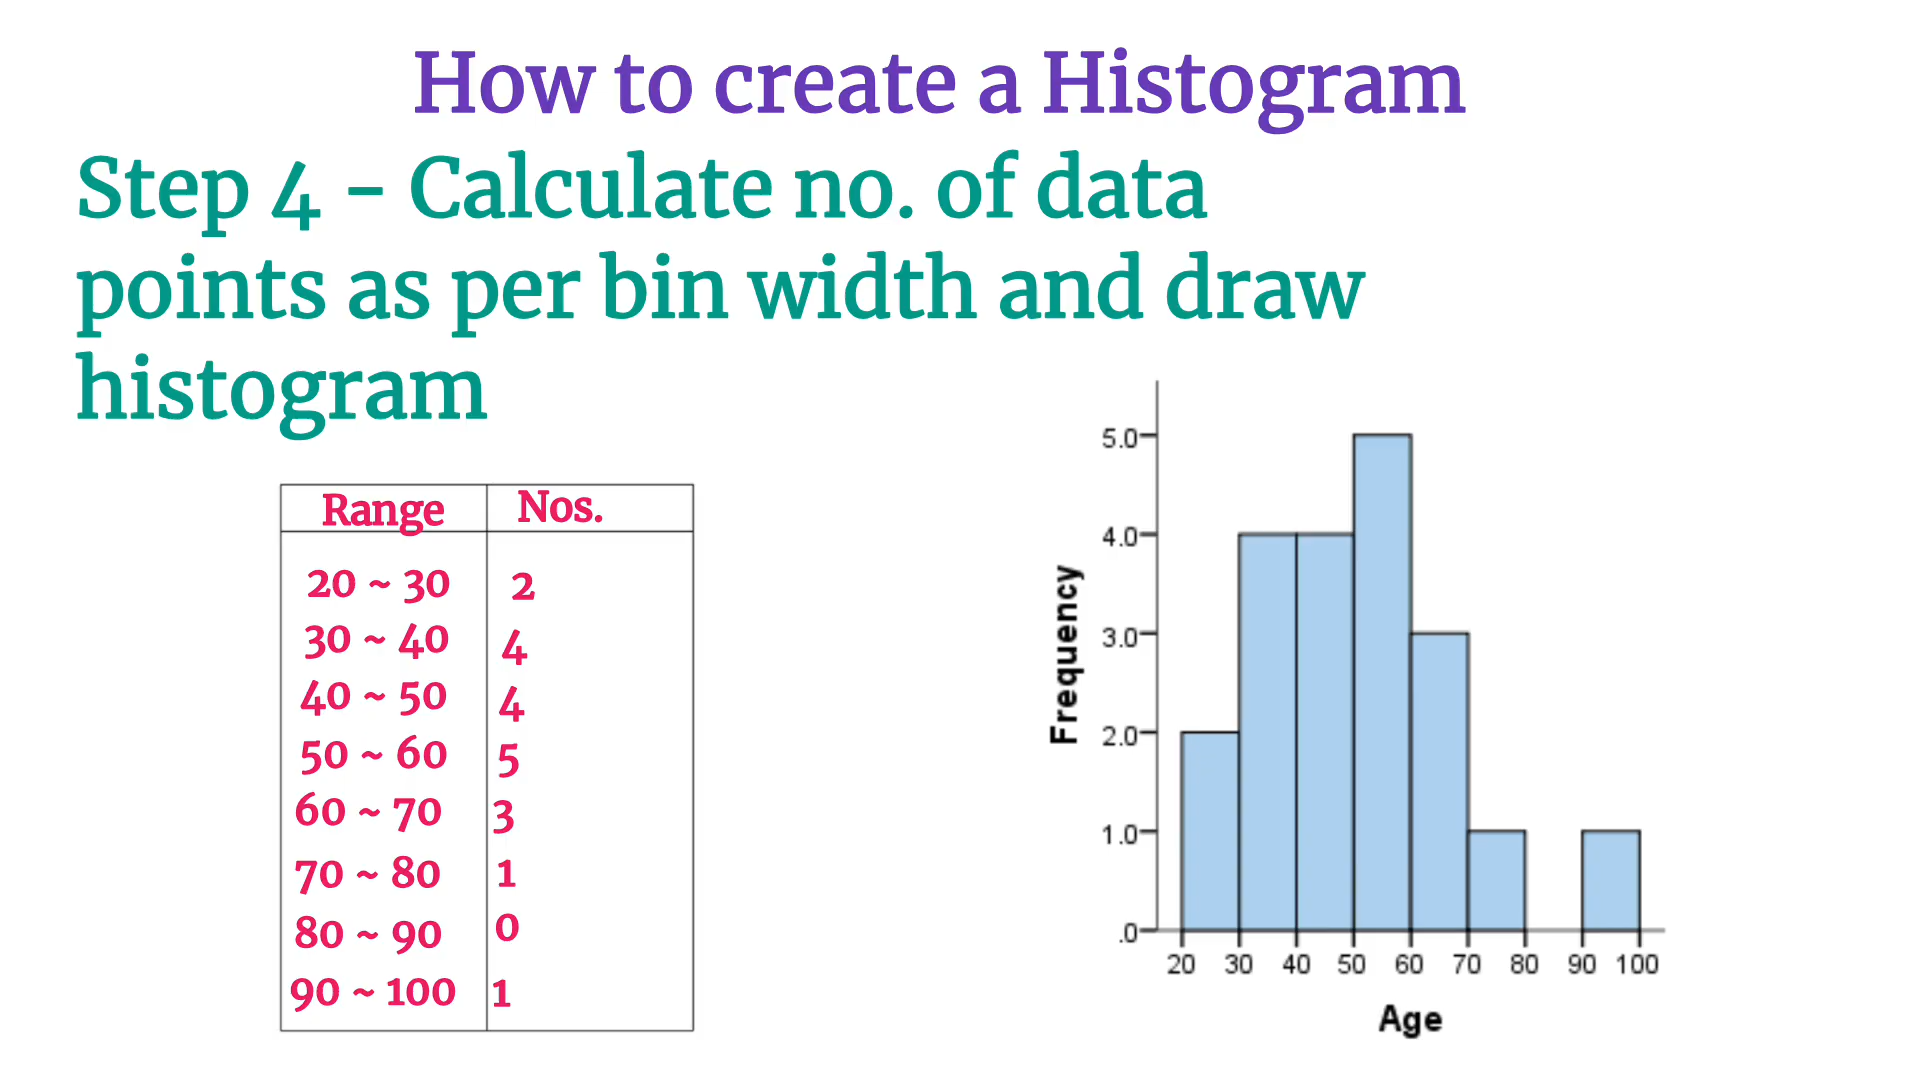 How to create a Histogram
Step 4 - Calculate no. of data
points as per bin width and draw
histogram
Range Nos.
20 ~ 30 2
30 ~ 40 4
40 ~ 50 4
50 ~ 60 5
60 ~ 70 3
70 ~ 80 1
80 ~ 90 0
90 ~ 100 1
Frequency
5.0
4.0
3.0
2.0
1.0
.0
20 30 40 50 60 70 80 90 100
Age